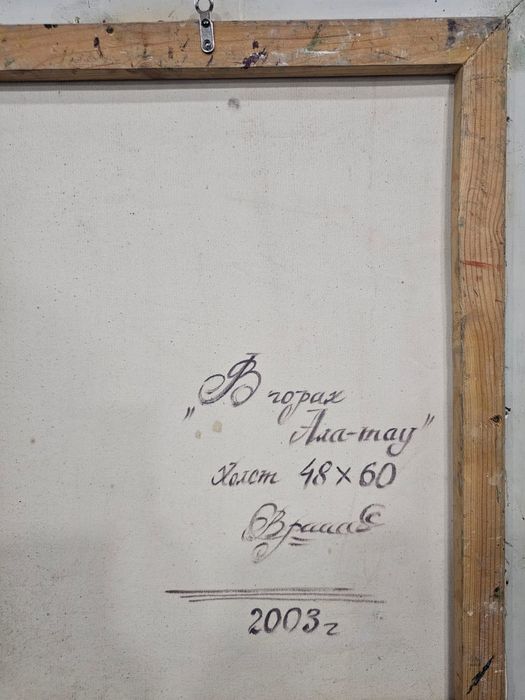 „В горах
Ала-тау"
Холст 48×60
2003г